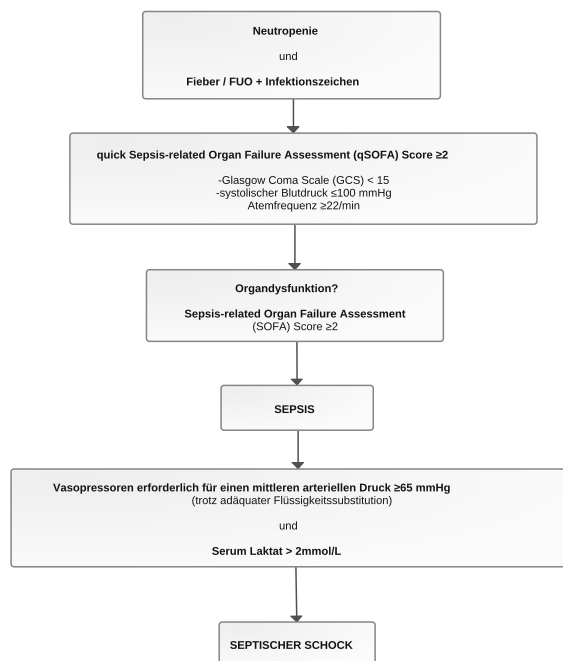 Neutropenie
und
Fieber / FUO + Infektionszeichen
quick Sepsis-related Organ Failure Assessment (qSOFA) Score ≥2
-Glasgow Coma Scale (GCS) < 15
-systolischer Blutdruck ≤100 mmHg
Atemfrequenz ≥22/min
Organdysfunktion?
Sepsis-related Organ Failure Assessment
(SOFA) Score ≥2
SEPSIS
Vasopressoren erforderlich für einen mittleren arteriellen Druck ≥65 mmHg
(trotz adäquater Flüssigkeitssubstitution)
und
Serum Laktat > 2mmol/L
SEPTISCHER SCHOCK